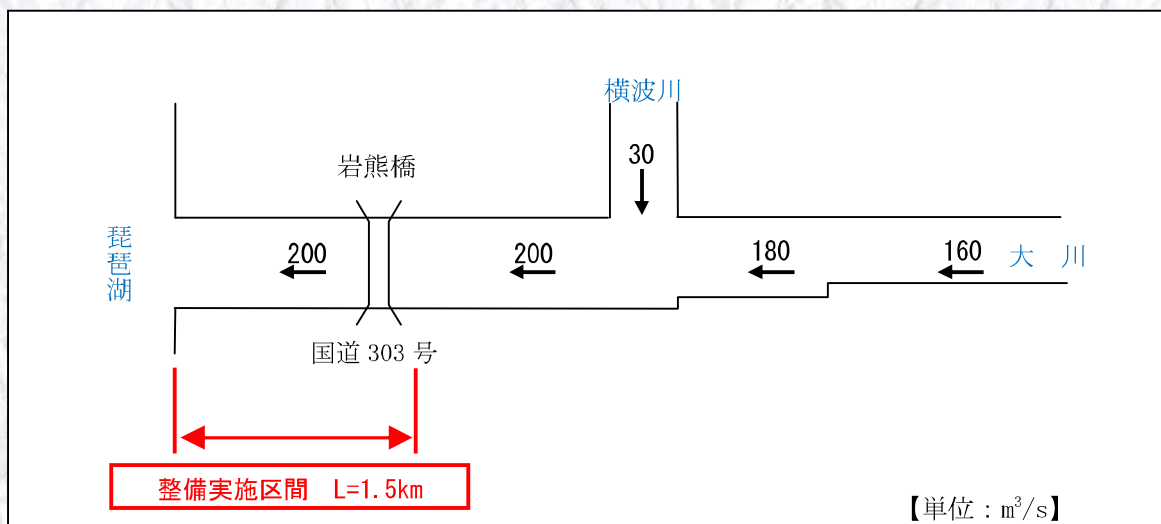 横波川
30
岩熊橋
琵琶湖
200
200
180
160
大 川
国道 303 号
整備実施区間 L=1.5km
【単位：m³/s】